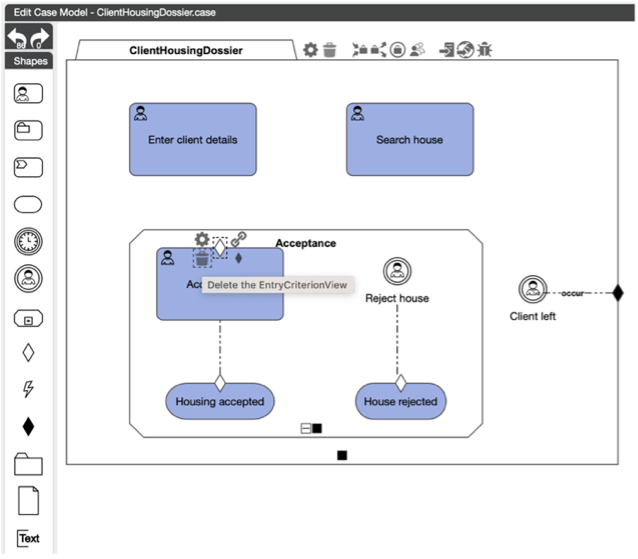 Edit Case Model - ClientHousingDossier.case
86 0
Shapes
ClientHousingDossier
Enter client details
Search house
Acceptance
Acc
Delete the EntryCriterionView
Reject house
occur
Client left
Housing accepted
House rejected
Text